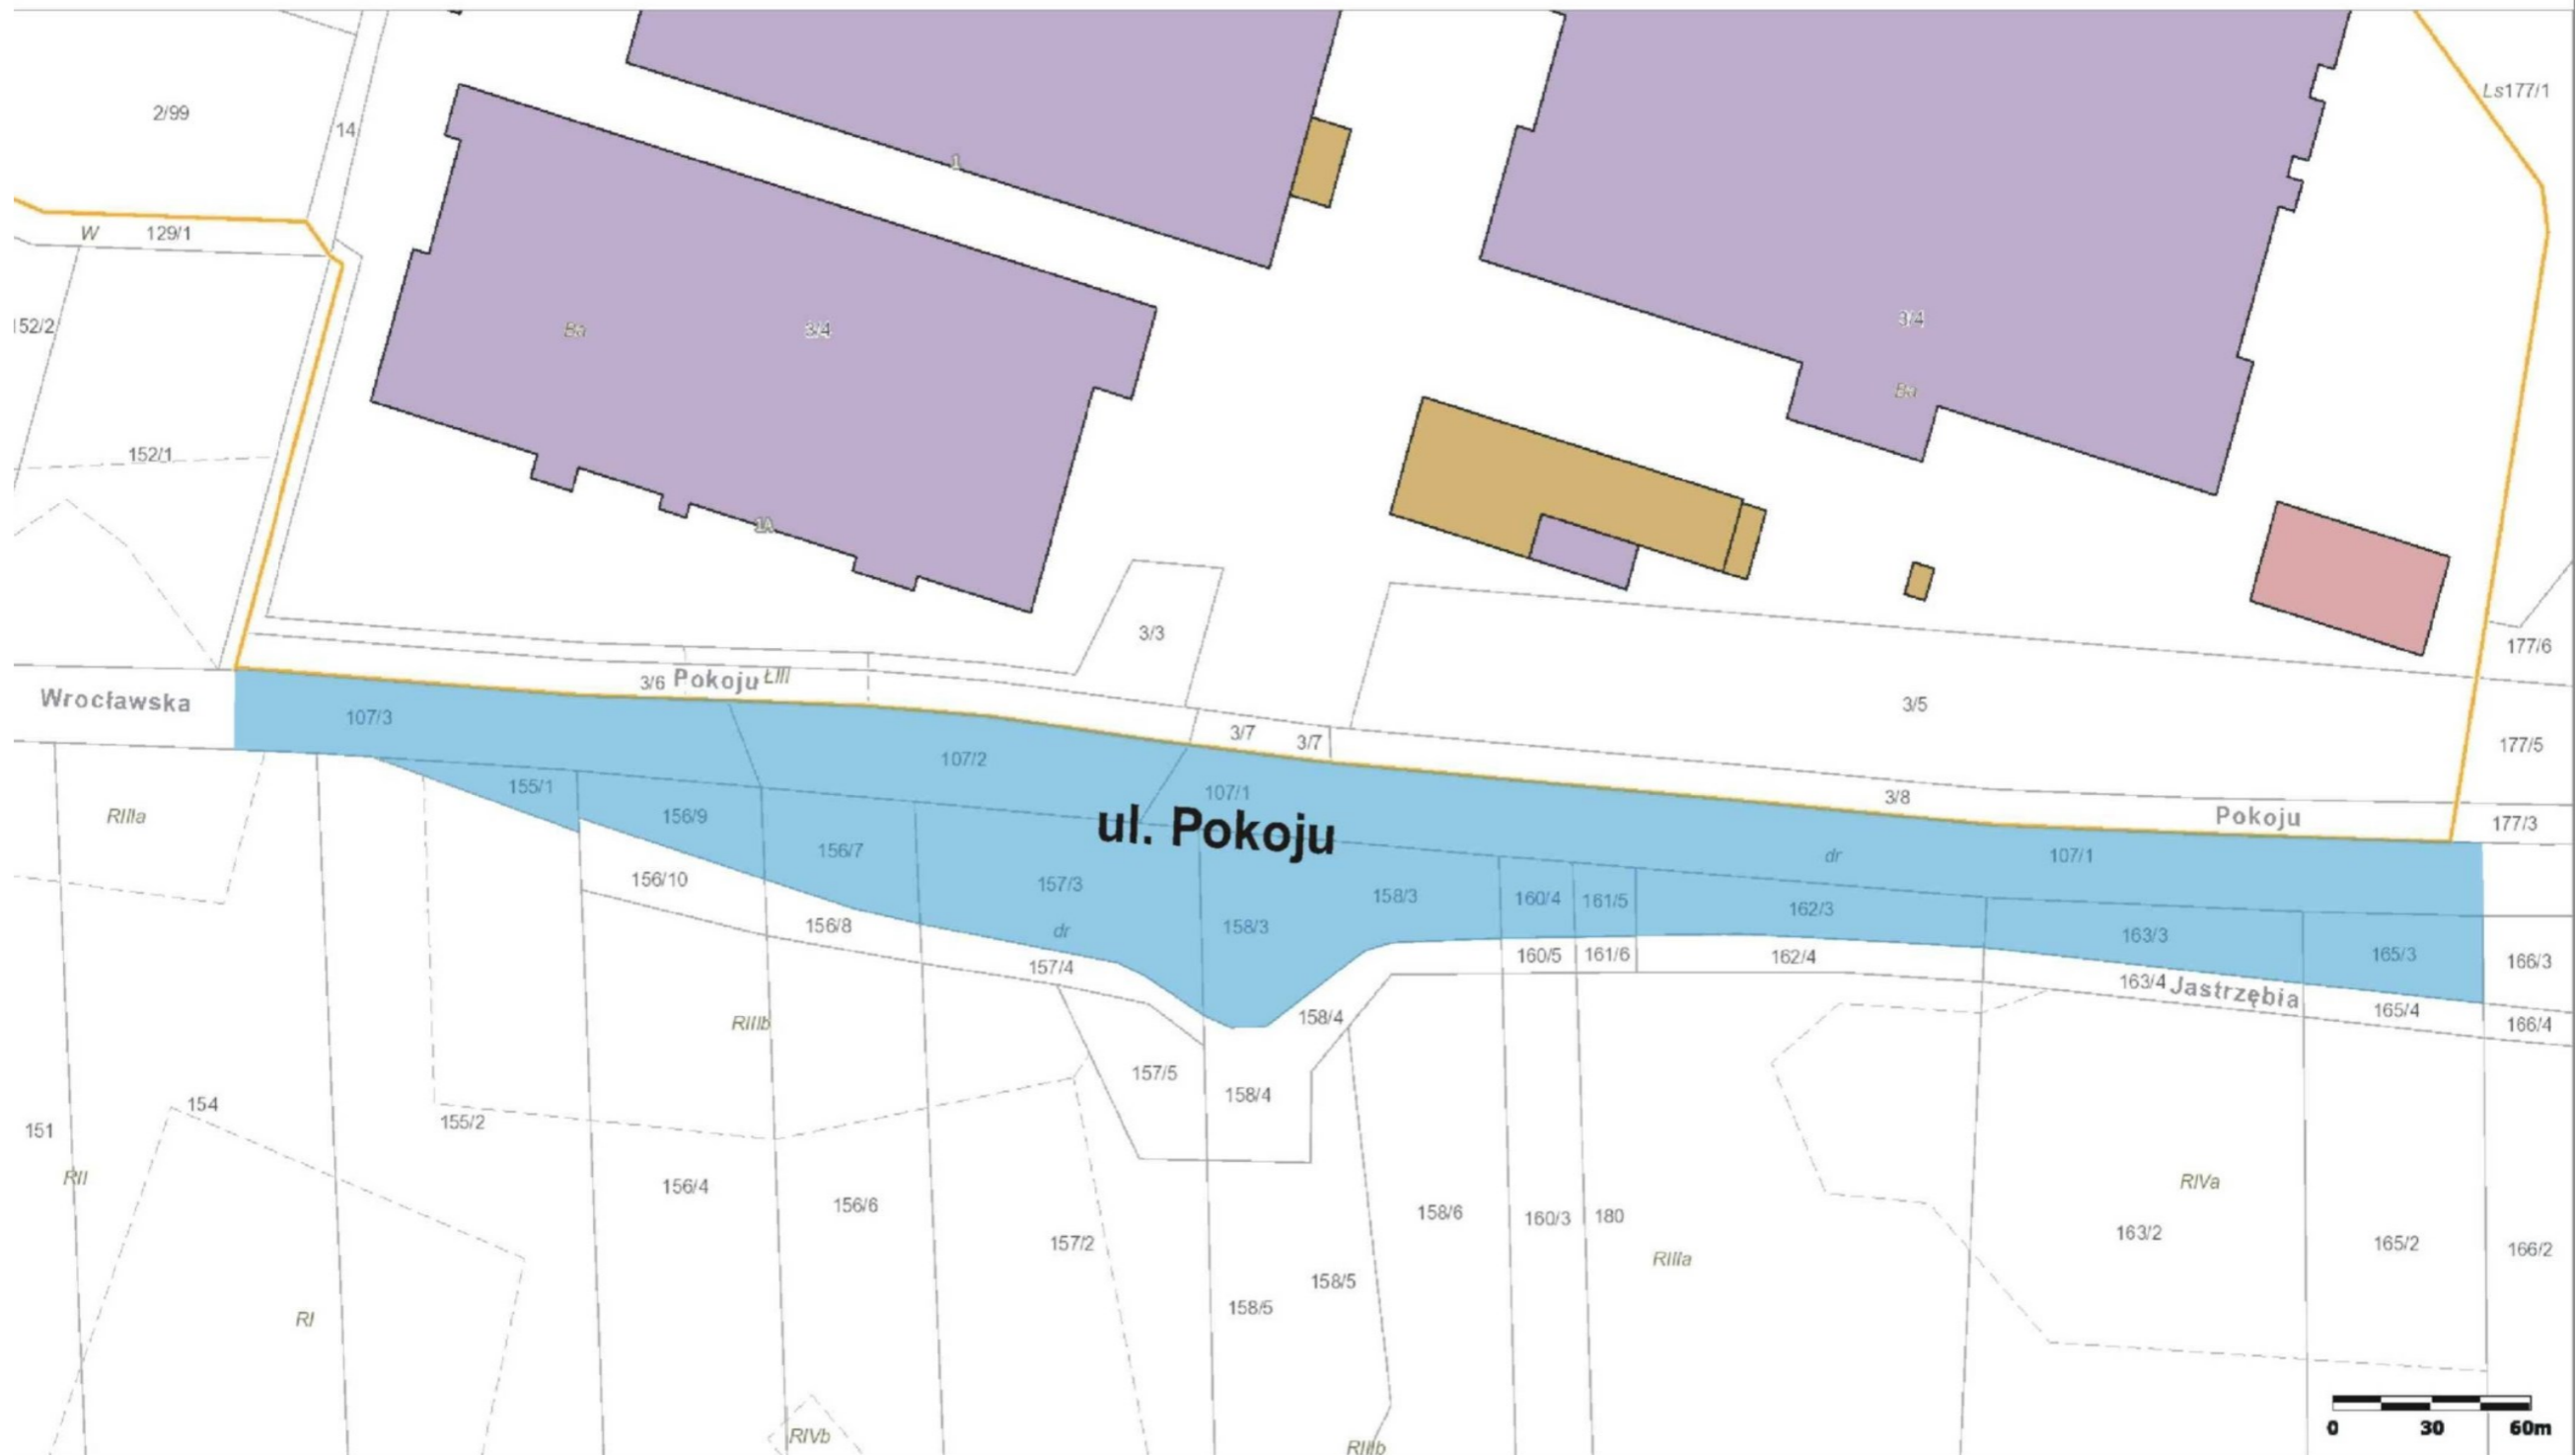 Ls177/1
2/99
14
1
W 129/1
152/2
3/4
Ba
3/4
Ba
152/1
1A
3/3
177/6
3/6 Pokoju ŁIII
Wrocławska
3/5
107/3
3/7
3/7
177/5
107/2
155/1
107/1
3/8
RIIIa
156/9
Pokoju
177/3
ul. Pokoju
156/7
dr
107/1
156/10
157/3
158/3
160/4
161/5
162/3
156/8
dr
158/3
163/3
157/4
160/5
161/6
162/4
165/3
166/3
163/4 Jastrzębia
165/4
RIIIb
158/4
166/4
157/5
158/4
154
151
155/2
RII
156/4
RIVa
156/6
158/6
160/3
180
163/2
157/2
165/2
166/2
RIIIa
158/5
158/5
RI
RIVb
RIIIb
0 30 60m